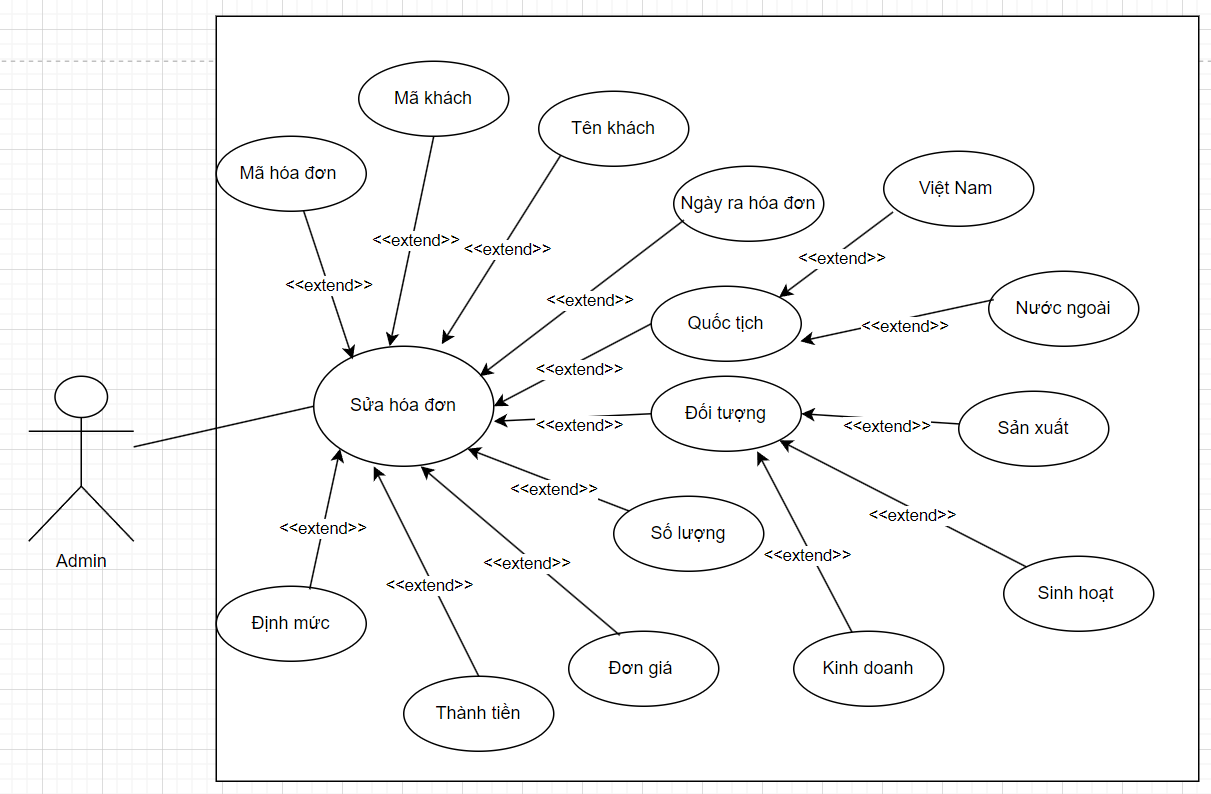 Mã khách
Tên khách
Mã hóa đơn
Việt Nam
Ngày ra hóa đơn
<<extend>>
<<extend>>
<<extend>>
<<extend>>
<<extend>>
Nước ngoài
Quốc tịch
<<extend>>
<<extend>>
Sửa hóa đơn
Đối tượng
<<extend>>
<<extend>>
Sản xuất
<<extend>>
<<extend>>
<<extend>>
Số lượng
<<extend>>
<<extend>>
Admin
<<extend>>
Sinh hoạt
Định mức
Đơn giá
Kinh doanh
Thành tiền